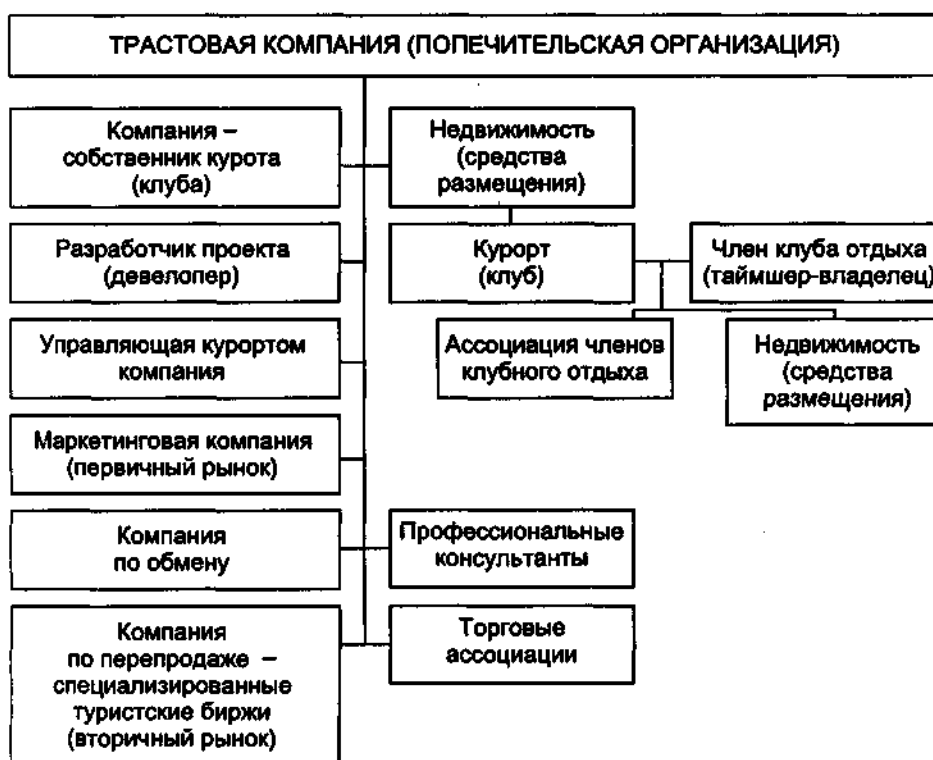 ТРАСТОВАЯ КОМПАНИЯ (ПОПЕЧИТЕЛЬСКАЯ ОРГАНИЗАЦИЯ)
Компания –
собственник курота
(клуба)
Недвижимость
(средства
размещения)
Разработчик проекта
(девелопер)
Курорт
(клуб)
Член клуба отдыха
(таймшер-владелец)
Управляющая курортом
компания
Ассоциация членов
клубного отдыха
Недвижимость
(средства
размещения)
Маркетинговая компания
(первичный рынок)
Компания
по обмену
Профессиональные
консультанты
Компания
по перепродаже –
специализированные
туристские биржи
(вторичный рынок)
Торговые
ассоциации